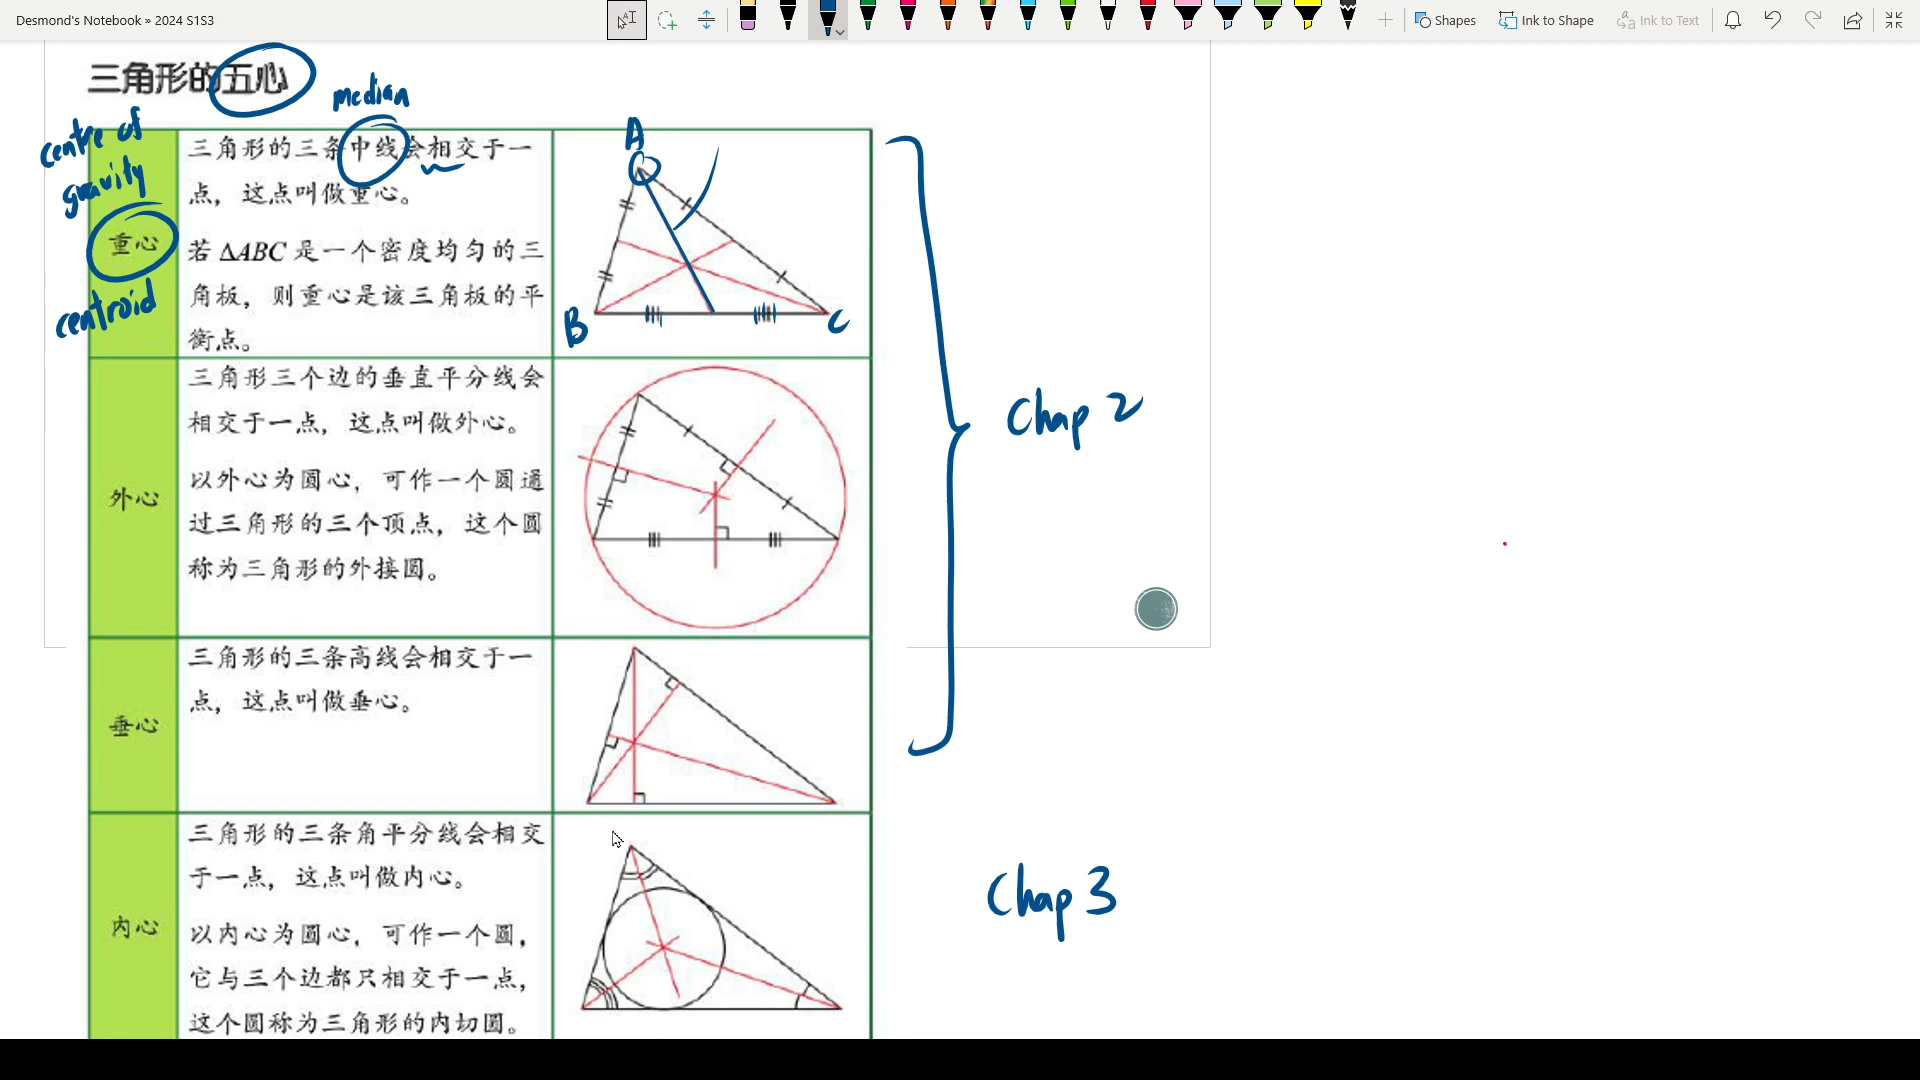 Desmond's Notebook » 2024 S1S3
Shapes
Ink to Shape
Ink to Text
三角形的五心
median
centre of
gravity
重心
centroid
三角形的三条中线会相交于一
点，这点叫做重心。
若 ΔABC 是一个密度均匀的三
角板，则重心是该三角板的平
衡点。
A
B
C
外心
三角形三个边的垂直平分线会
相交于一点，这点叫做外心。
以外心为圆心，可作一个圆通
过三角形的三个顶点，这个圆
称为三角形的外接圆。
Chap 2
垂心
三角形的三条高线会相交于一
点，这点叫做垂心。
内心
三角形的三条角平分线会相交
于一点，这点叫做内心。
以内心为圆心，可作一个圆，
它与三个边都只相交于一点，
这个圆称为三角形的内切圆。
Chap 3